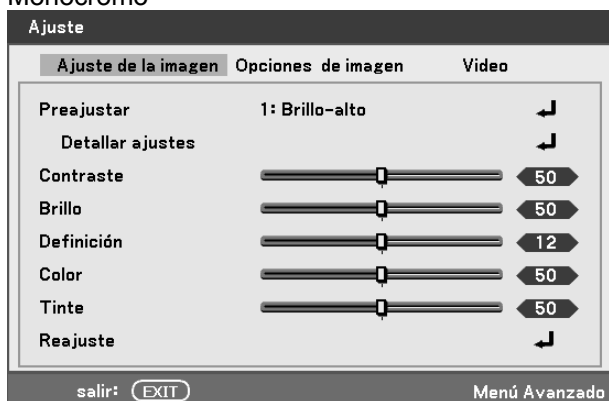 Monocromo
Ajuste
Ajuste de la imagen Opciones de imagen Video
Preajustar 1: Brillo-alto
Detallar ajustes
Contraste 50
Brillo 50
Definición 12
Color 50
Tinte 50
Reajuste
salir: EXIT Menú Avanzado